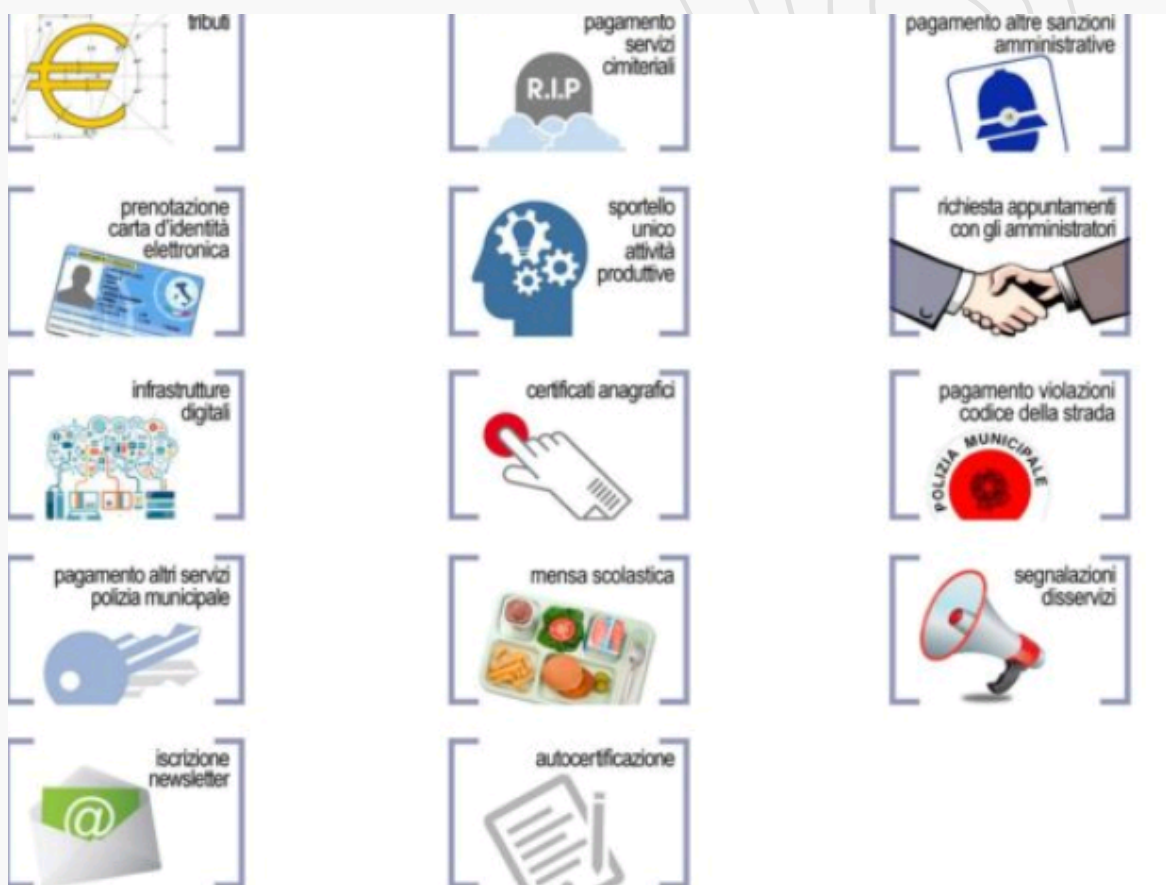 tributi
pagamento
servizi
cimiteriali
R.I.P
pagamento altre sanzioni
amministrative
prenotazione
carta d'identità
elettronica
sportello
unico
attività
produttive
richiesta appuntamenti
con gli amministratori
infrastrutture
digitali
certificati anagrafici
pagamento violazioni
codice della strada
POLIZIA MUNICIPALE
pagamento altri servizi
polizia municipale
mensa scolastica
segnalazioni
disservizi
iscrizione
newsletter
@
autocertificazione